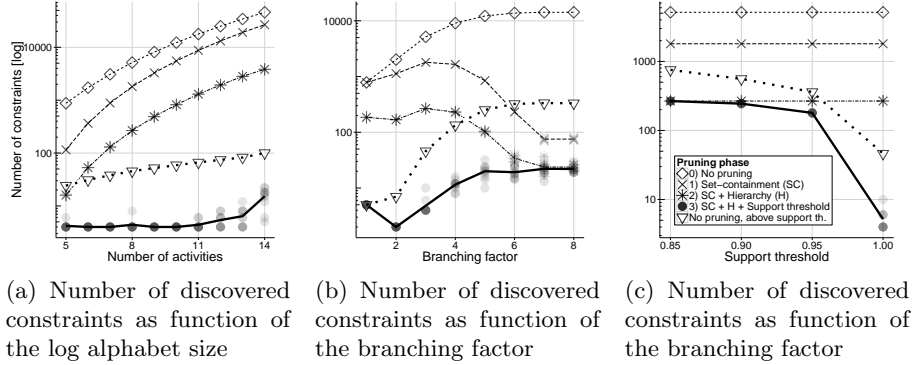 Number of constraints [log]
10000
100
5
8
11
14
Number of activities
10000
100
2
4
6
8
Branching factor
1000
100
10
0.85
0.90
0.95
1.00
Support threshold
Pruning phase
0) No pruning
1) Set−containment (SC)
2) SC + Hierarchy (H)
3) SC + H + Support threshold
No pruning, above support th.
(a) Number of discovered
constraints as function of
the log alphabet size
(b) Number of discovered
constraints as function of
the branching factor
(c) Number of discovered
constraints as function of
the branching factor